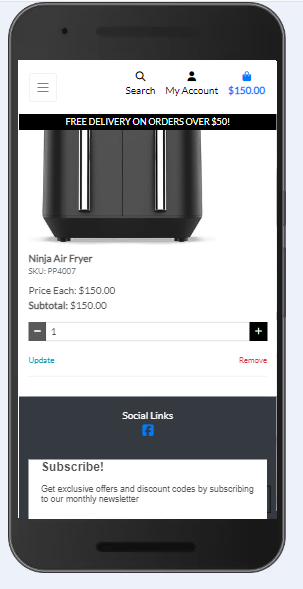 Search My Account $150.00
FREE DELIVERY ON ORDERS OVER $50!
Ninja Air Fryer
SKU: PP4007
Price Each: $150.00
Subtotal: $150.00
− 1 +
Update Remove
Social Links
Subscribe!
Get exclusive offers and discount codes by subscribing
to our monthly newsletter